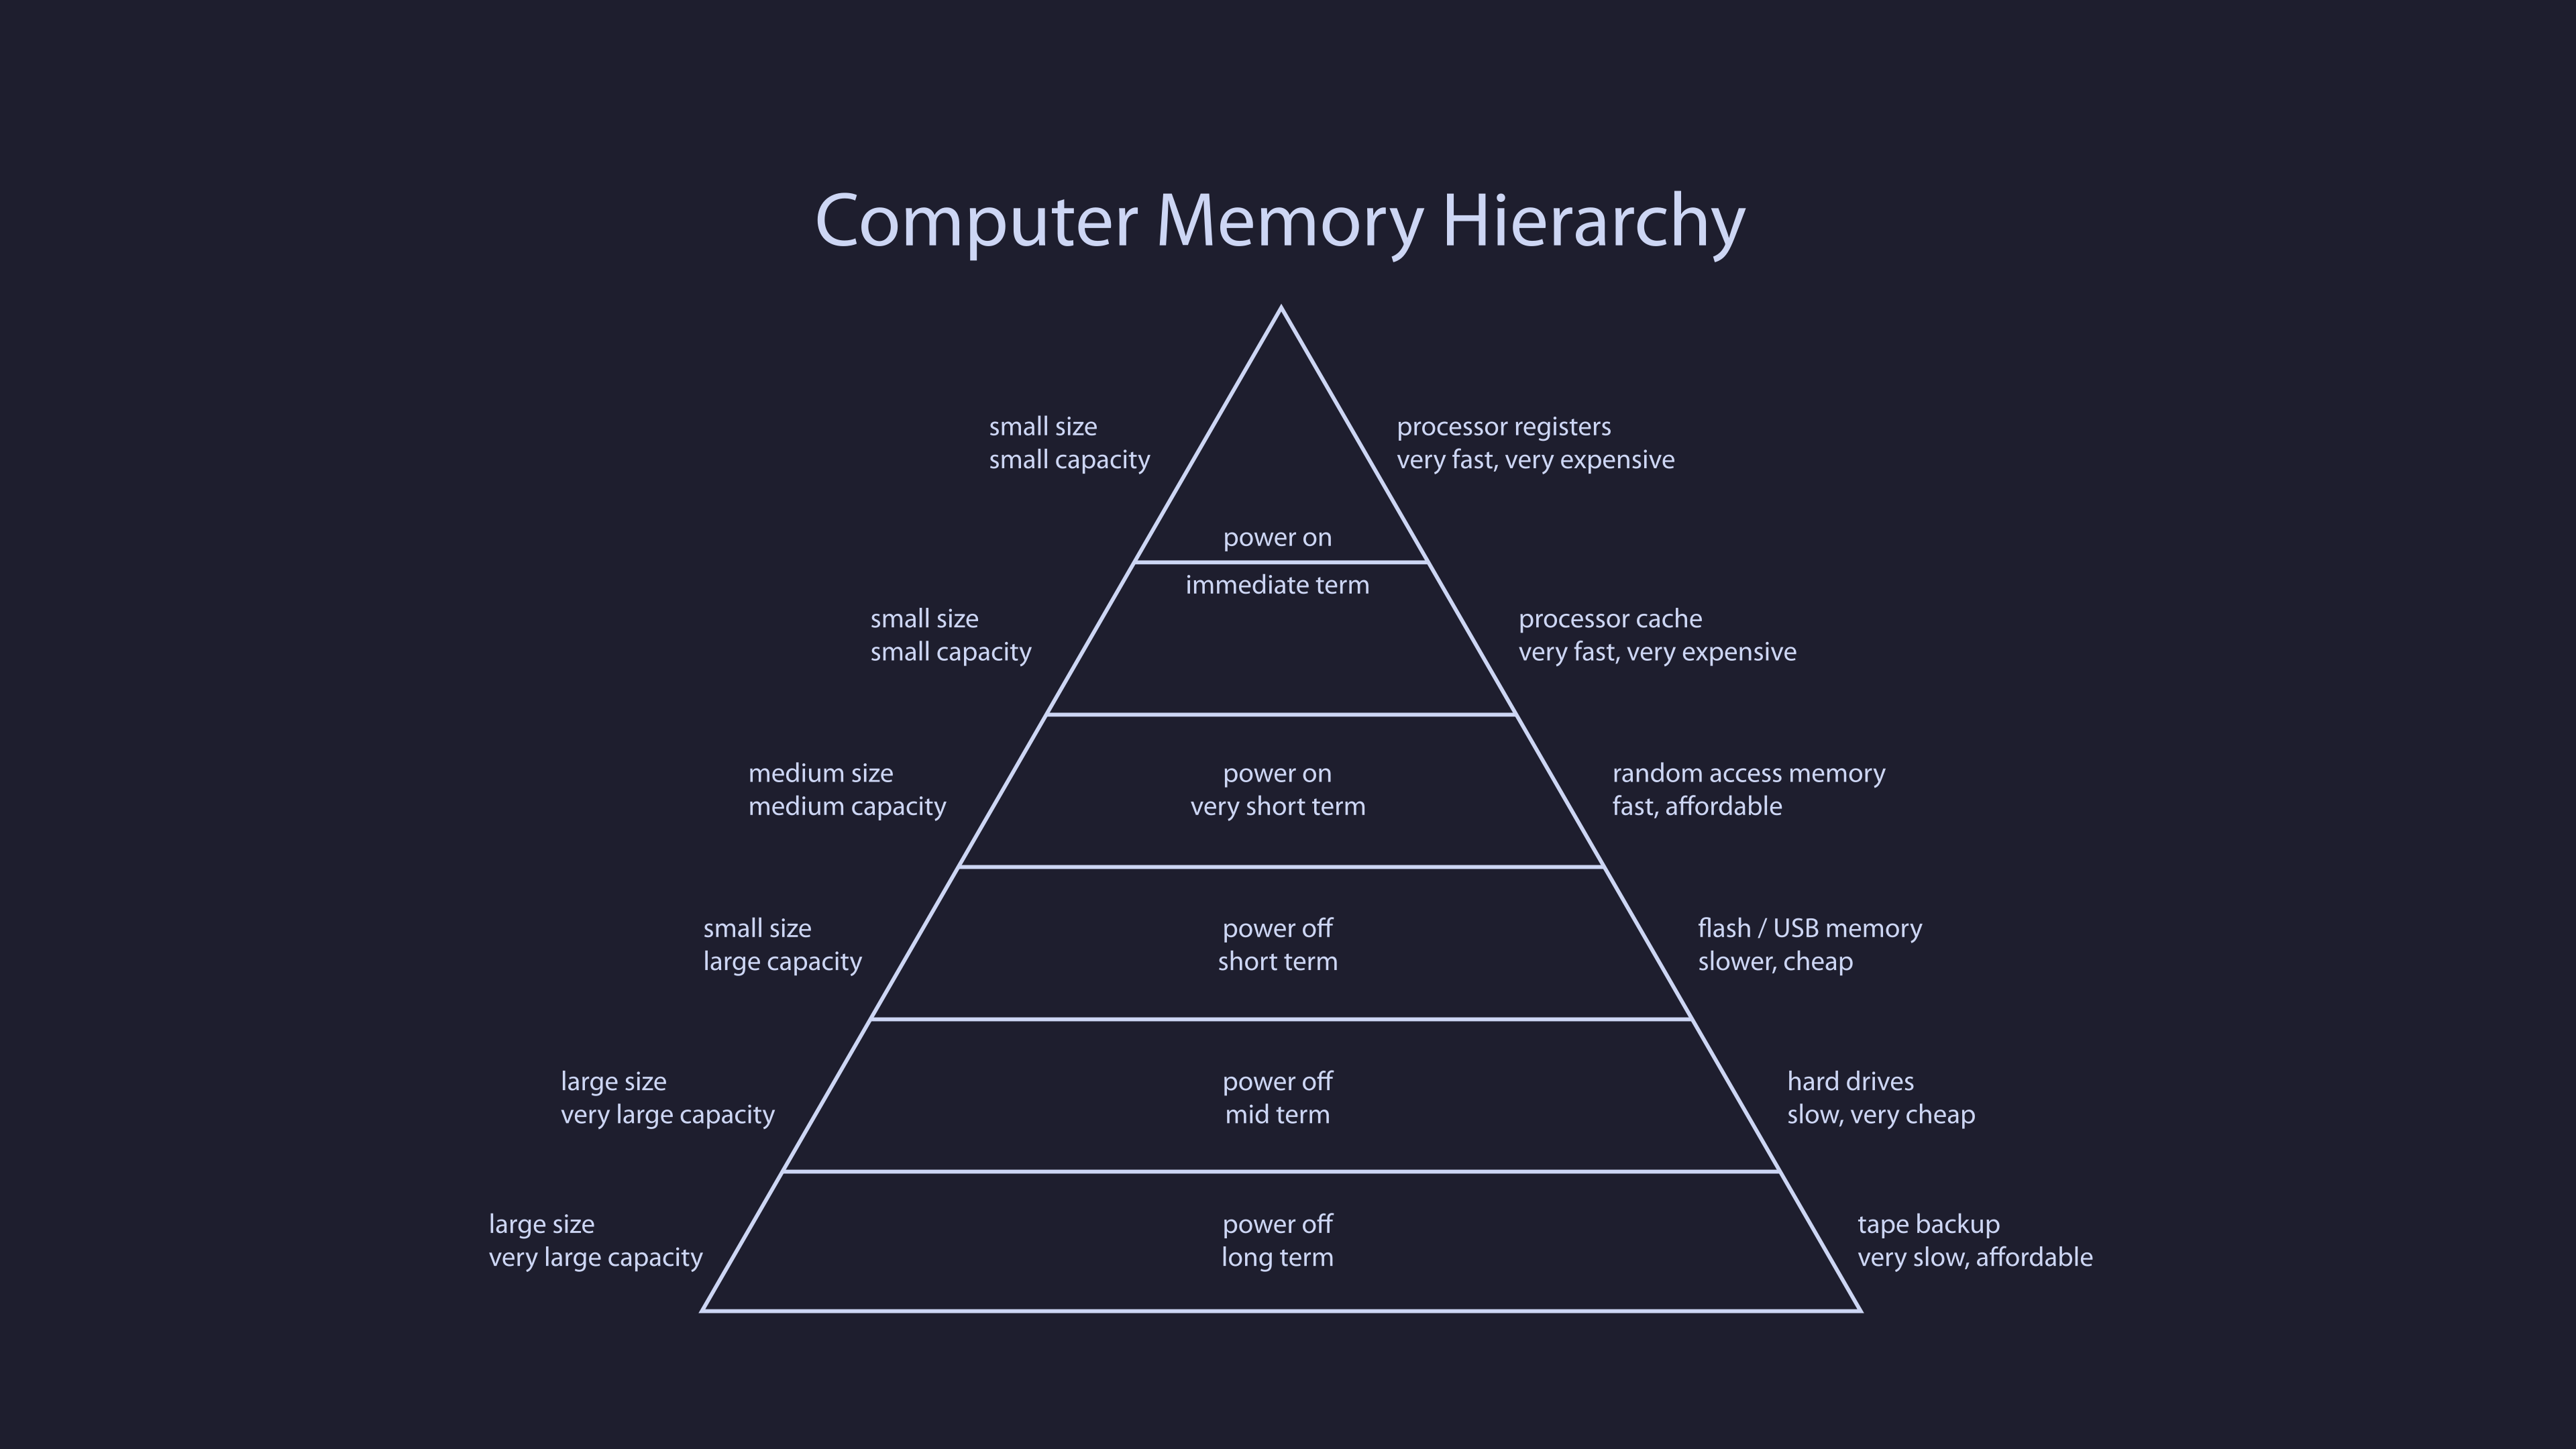 Computer Memory Hierarchy
small size
small capacity
processor registers
very fast, very expensive
power on
immediate term
small size
small capacity
processor cache
very fast, very expensive
medium size
medium capacity
power on
very short term
random access memory
fast, affordable
small size
large capacity
power off
short term
flash / USB memory
slower, cheap
large size
very large capacity
power off
mid term
hard drives
slow, very cheap
large size
very large capacity
power off
long term
tape backup
very slow, affordable